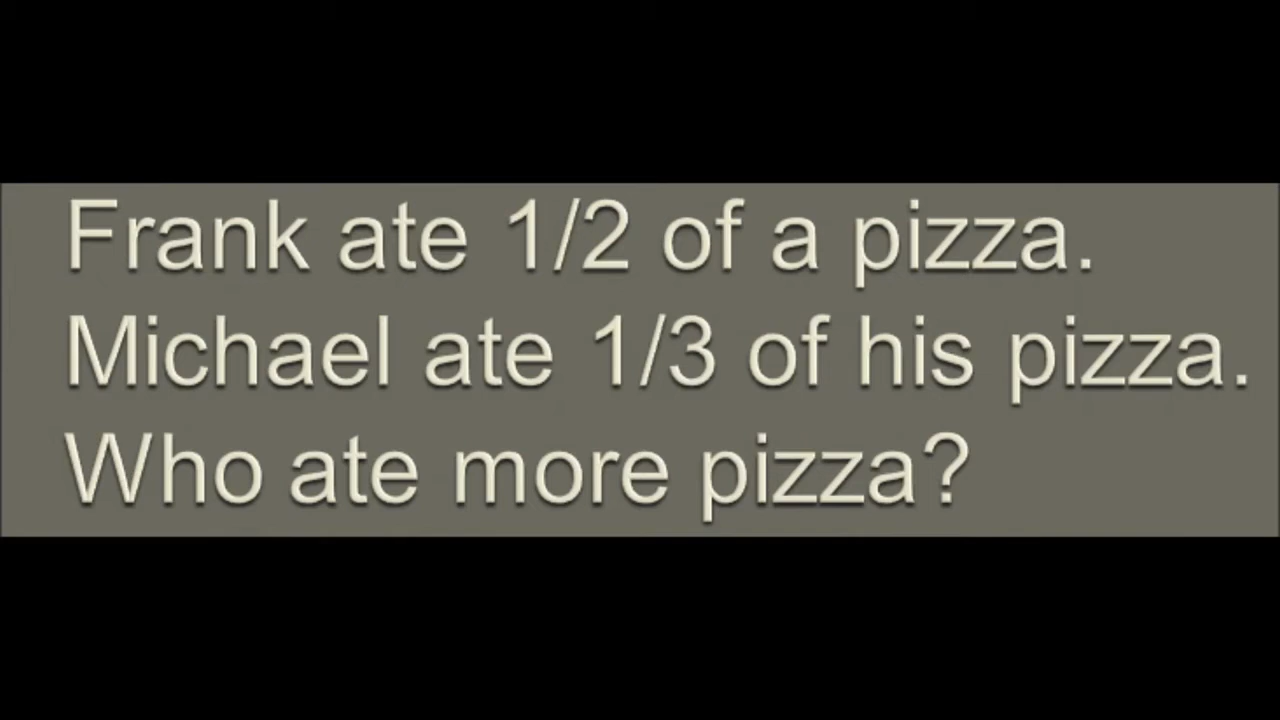 Frank ate 1/2 of a pizza.
Michael ate 1/3 of his pizza.
Who ate more pizza?